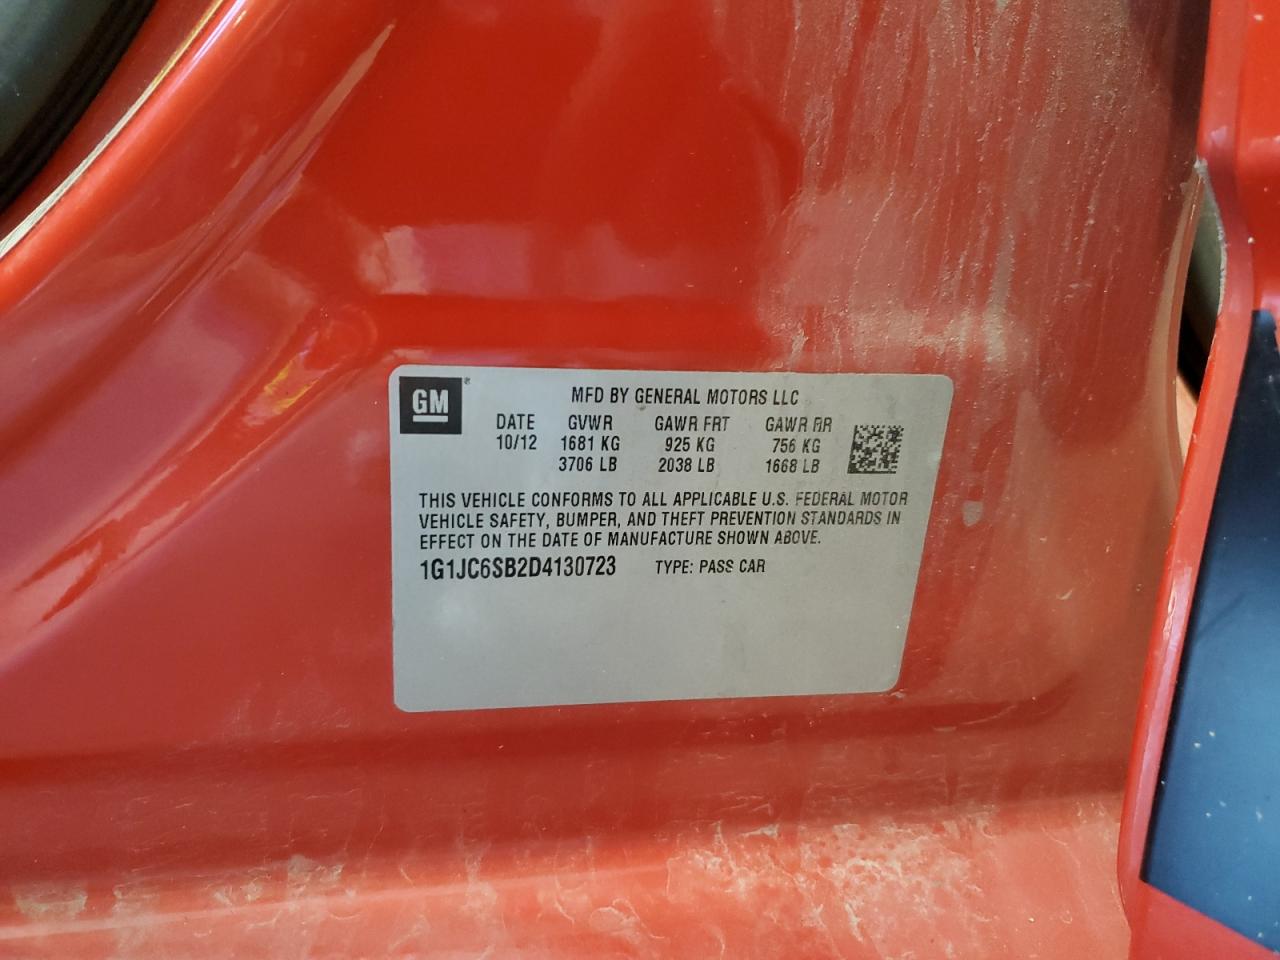 GM
MFD BY GENERAL MOTORS LLC
DATE GVWR GAWR FRT GAWR RR
10/12 1681 KG 925 KG 756 KG
3706 LB 2038 LB 1668 LB
THIS VEHICLE CONFORMS TO ALL APPLICABLE U.S. FEDERAL MOTOR
VEHICLE SAFETY, BUMPER, AND THEFT PREVENTION STANDARDS IN
EFFECT ON THE DATE OF MANUFACTURE SHOWN ABOVE.
1G1JC6SB2D4130723 TYPE: PASS CAR